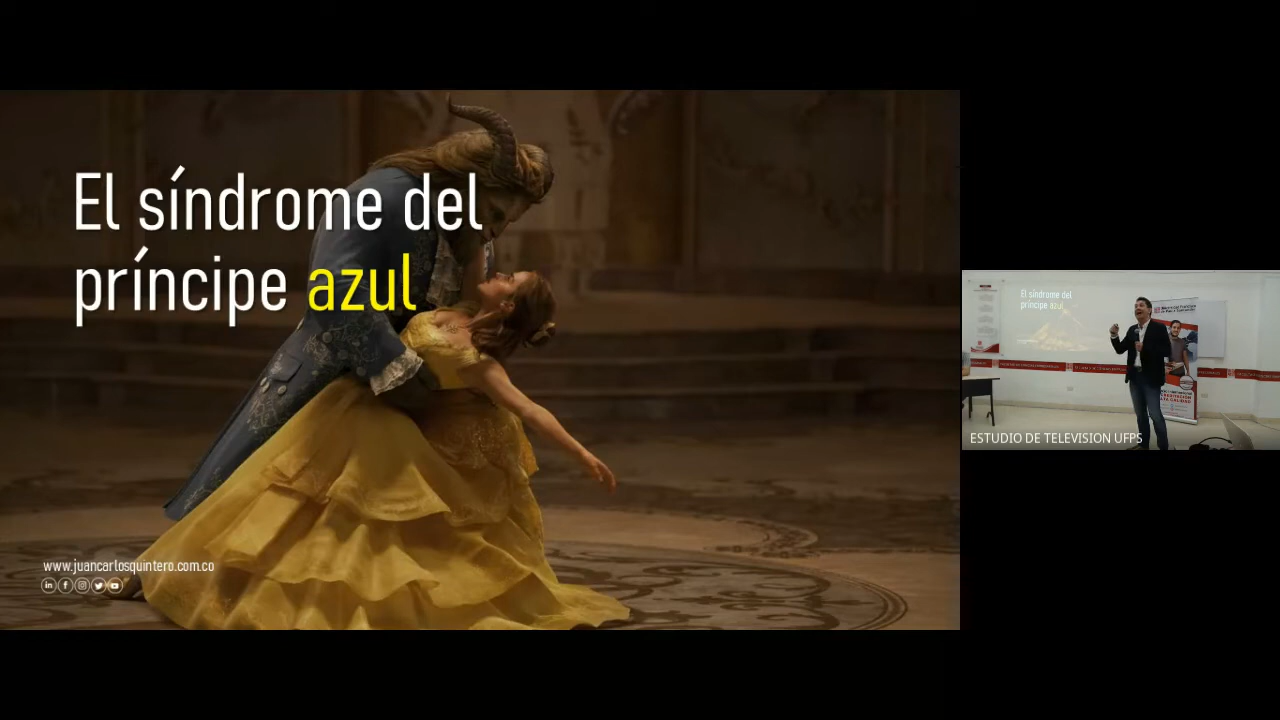 El síndrome del
príncipe azul
www.juancarlosquintero.com.co
El síndrome del
príncipe azul
ESTUDIO DE TELEVISION UFPS